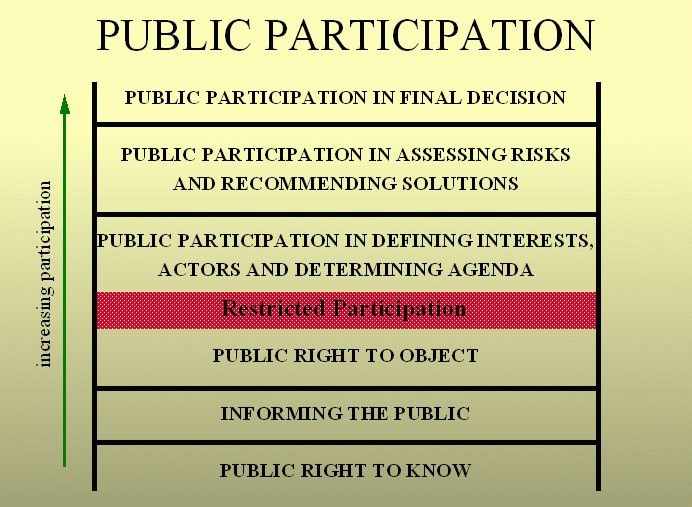 PUBLIC PARTICIPATION
PUBLIC PARTICIPATION IN FINAL DECISION
PUBLIC PARTICIPATION IN ASSESSING RISKS
AND RECOMMENDING SOLUTIONS
PUBLIC PARTICIPATION IN DEFINING INTERESTS,
ACTORS AND DETERMINING AGENDA
Restricted Participation
PUBLIC RIGHT TO OBJECT
INFORMING THE PUBLIC
PUBLIC RIGHT TO KNOW
increasing participation